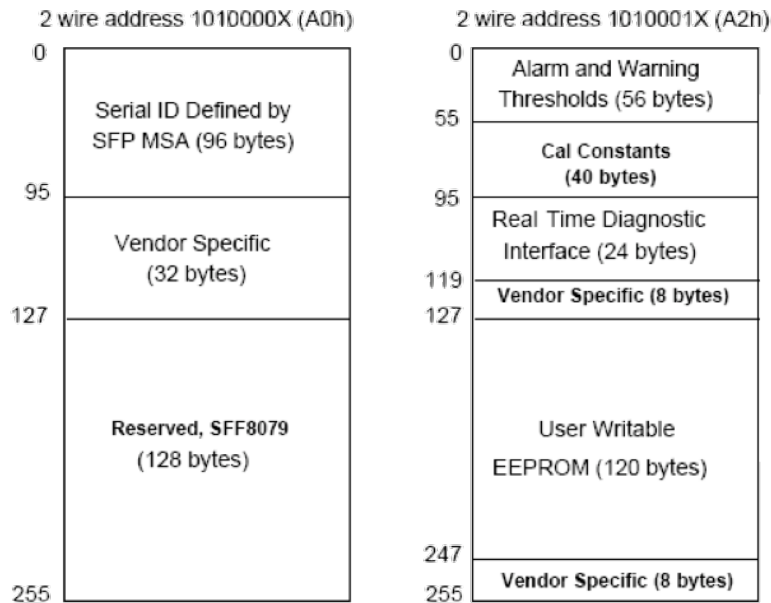 2 wire address 1010000X (A0h)
0
Serial ID Defined by
SFP MSA (96 bytes)
95
Vendor Specific
(32 bytes)
127
Reserved, SFF8079
(128 bytes)
255
2 wire address 1010001X (A2h)
0
Alarm and Warning
Thresholds (56 bytes)
55
Cal Constants
(40 bytes)
95
Real Time Diagnostic
Interface (24 bytes)
119
Vendor Specific (8 bytes)
127
User Writable
EEPROM (120 bytes)
247
Vendor Specific (8 bytes)
255